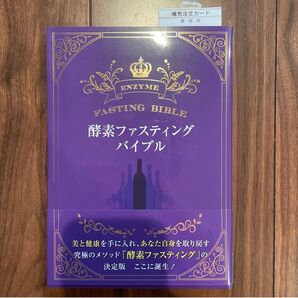 補充注文カード
ENZYME
FASTING BIBLE
酵素ファスティング
バイブル
美と健康を手に入れ、あなた自身を取り戻す
究極のメソッド「酵素ファスティング」の
決定版 ここに誕生!